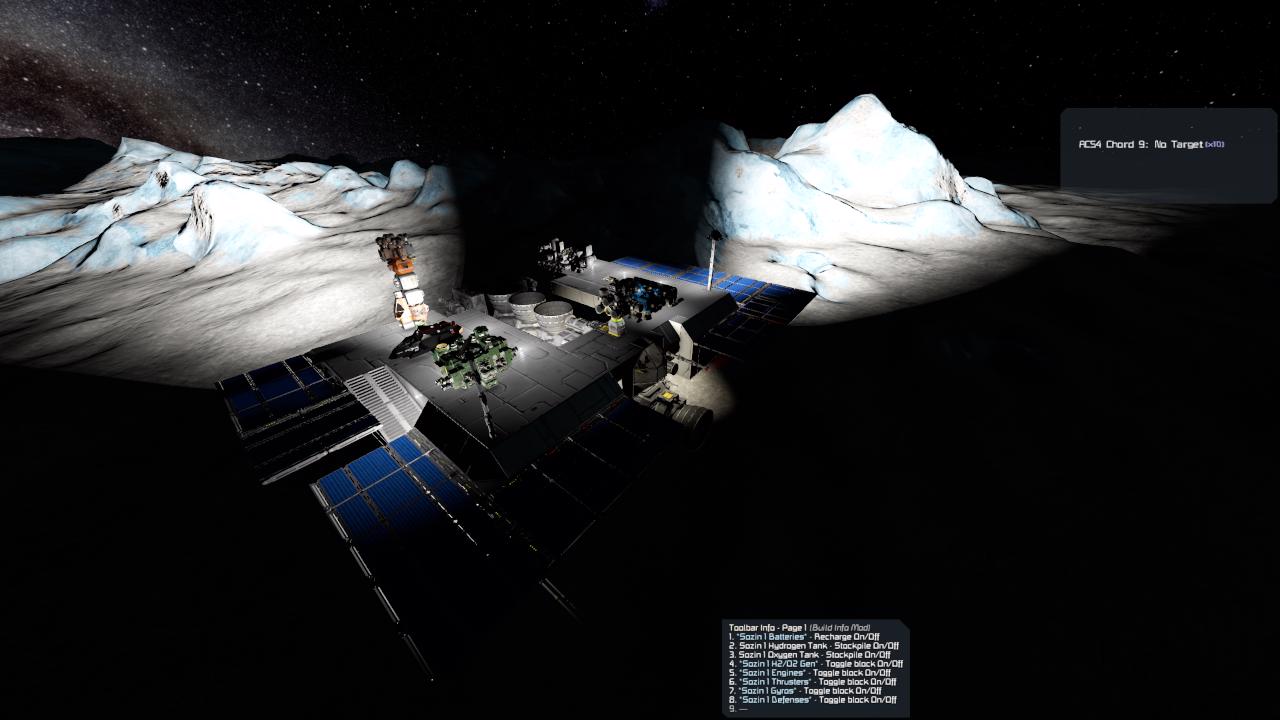 ACS4 Chord 9: No Target (x10)
Toolbar Info - Page 1 (Build Info Mod)
1. "Sozin 1 Batteries" - Recharge On/Off
2. Sozin 1 Hydrogen Tank - Stockpile On/Off
3. Sozin 1 Oxygen Tank - Stockpile On/Off
4. "Sozin 1 H2/O2 Gen" - Toggle block On/Off
5. "Sozin 1 Engines" - Toggle block On/Off
6. "Sozin 1 Thrusters" - Toggle block On/Off
7. "Sozin 1 Gyros" - Toggle block On/Off
8. "Sozin 1 Defenses" - Toggle block On/Off
9. —